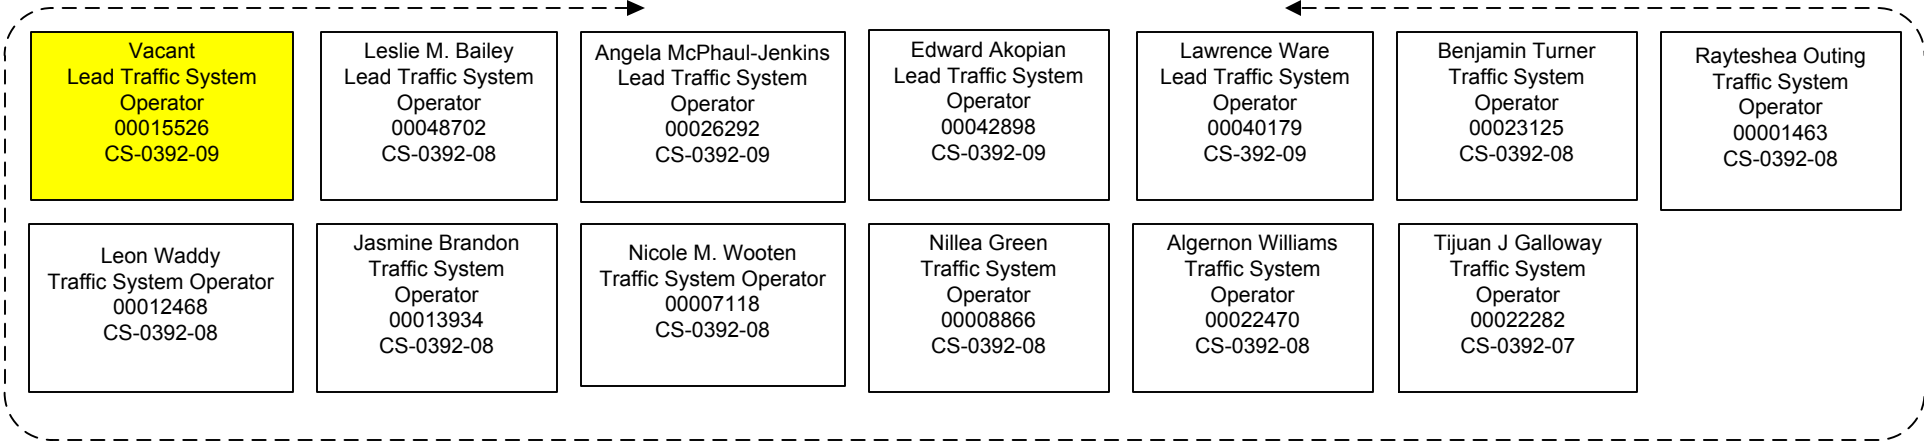 Vacant
Lead Traffic System
Operator
00015526
CS-0392-09
Leslie M. Bailey
Lead Traffic System
Operator
00048702
CS-0392-08
Angela McPhaul-Jenkins
Lead Traffic System
Operator
00026292
CS-0392-09
Edward Akopian
Lead Traffic System
Operator
00042898
CS-0392-09
Lawrence Ware
Lead Traffic System
Operator
00040179
CS-392-09
Benjamin Turner
Traffic System
Operator
00023125
CS-0392-08
Rayteshea Outing
Traffic System
Operator
00001463
CS-0392-08
Leon Waddy
Traffic System Operator
00012468
CS-0392-08
Jasmine Brandon
Traffic System
Operator
00013934
CS-0392-08
Nicole M. Wooten
Traffic System Operator
00007118
CS-0392-08
Nillea Green
Traffic System
Operator
00008866
CS-0392-08
Algernon Williams
Traffic System
Operator
00022470
CS-0392-08
Tijuan J Galloway
Traffic System
Operator
00022282
CS-0392-07